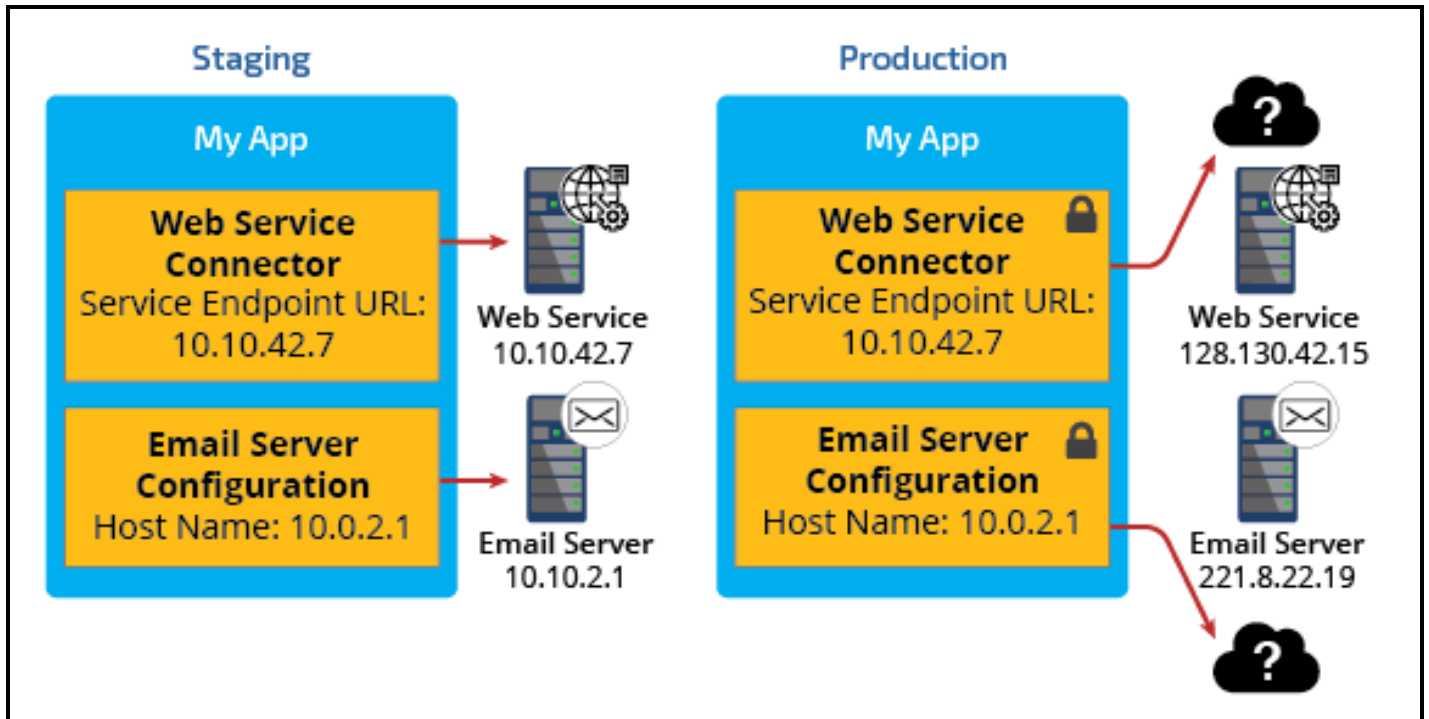 Staging
My App
Web Service
Connector
Service Endpoint URL:
10.10.42.7
Web Service
10.10.42.7
Email Server
Configuration
Host Name: 10.0.2.1
Email Server
10.10.2.1
Production
My App
?
Web Service
Connector
Service Endpoint URL:
10.10.42.7
Web Service
128.130.42.15
Email Server
Configuration
Host Name: 10.0.2.1
Email Server
221.8.22.19
?